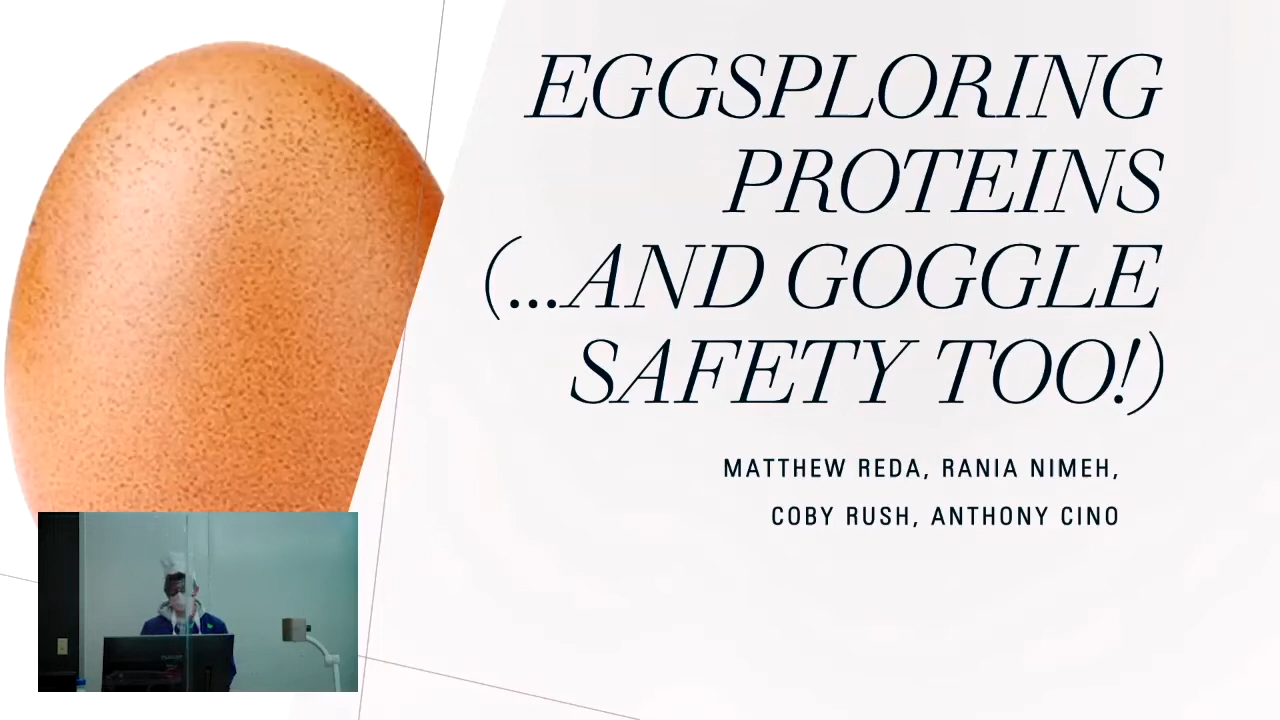 EGGSPLORING
PROTEINS
(...AND GOGGLE
SAFETY TOO!)
MATTHEW REDA, RANIA NIMEH,
COBY RUSH, ANTHONY CINO